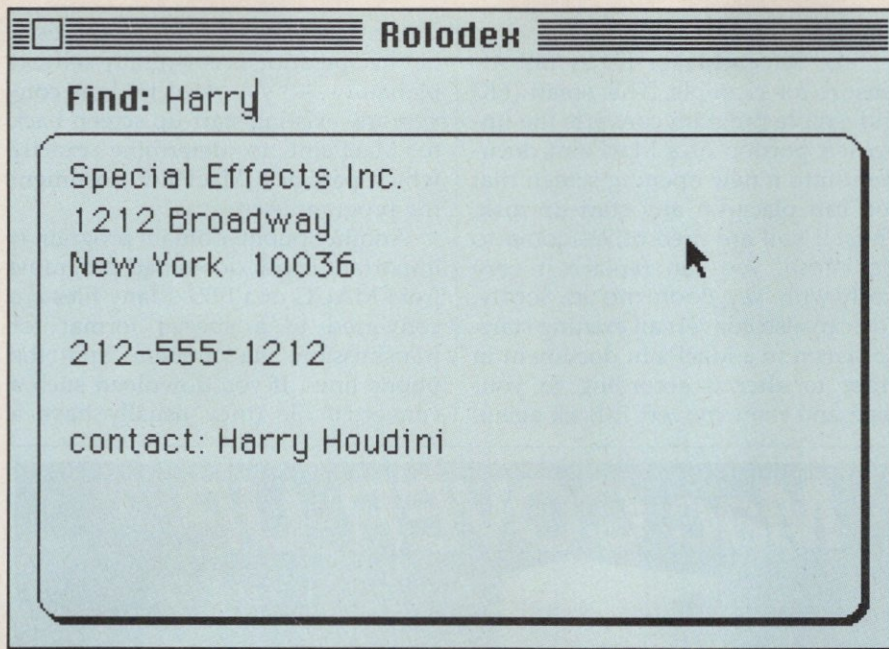 Rolodex
Find: Harry
Special Effects Inc.
1212 Broadway
New York 10036
212-555-1212
contact: Harry Houdini